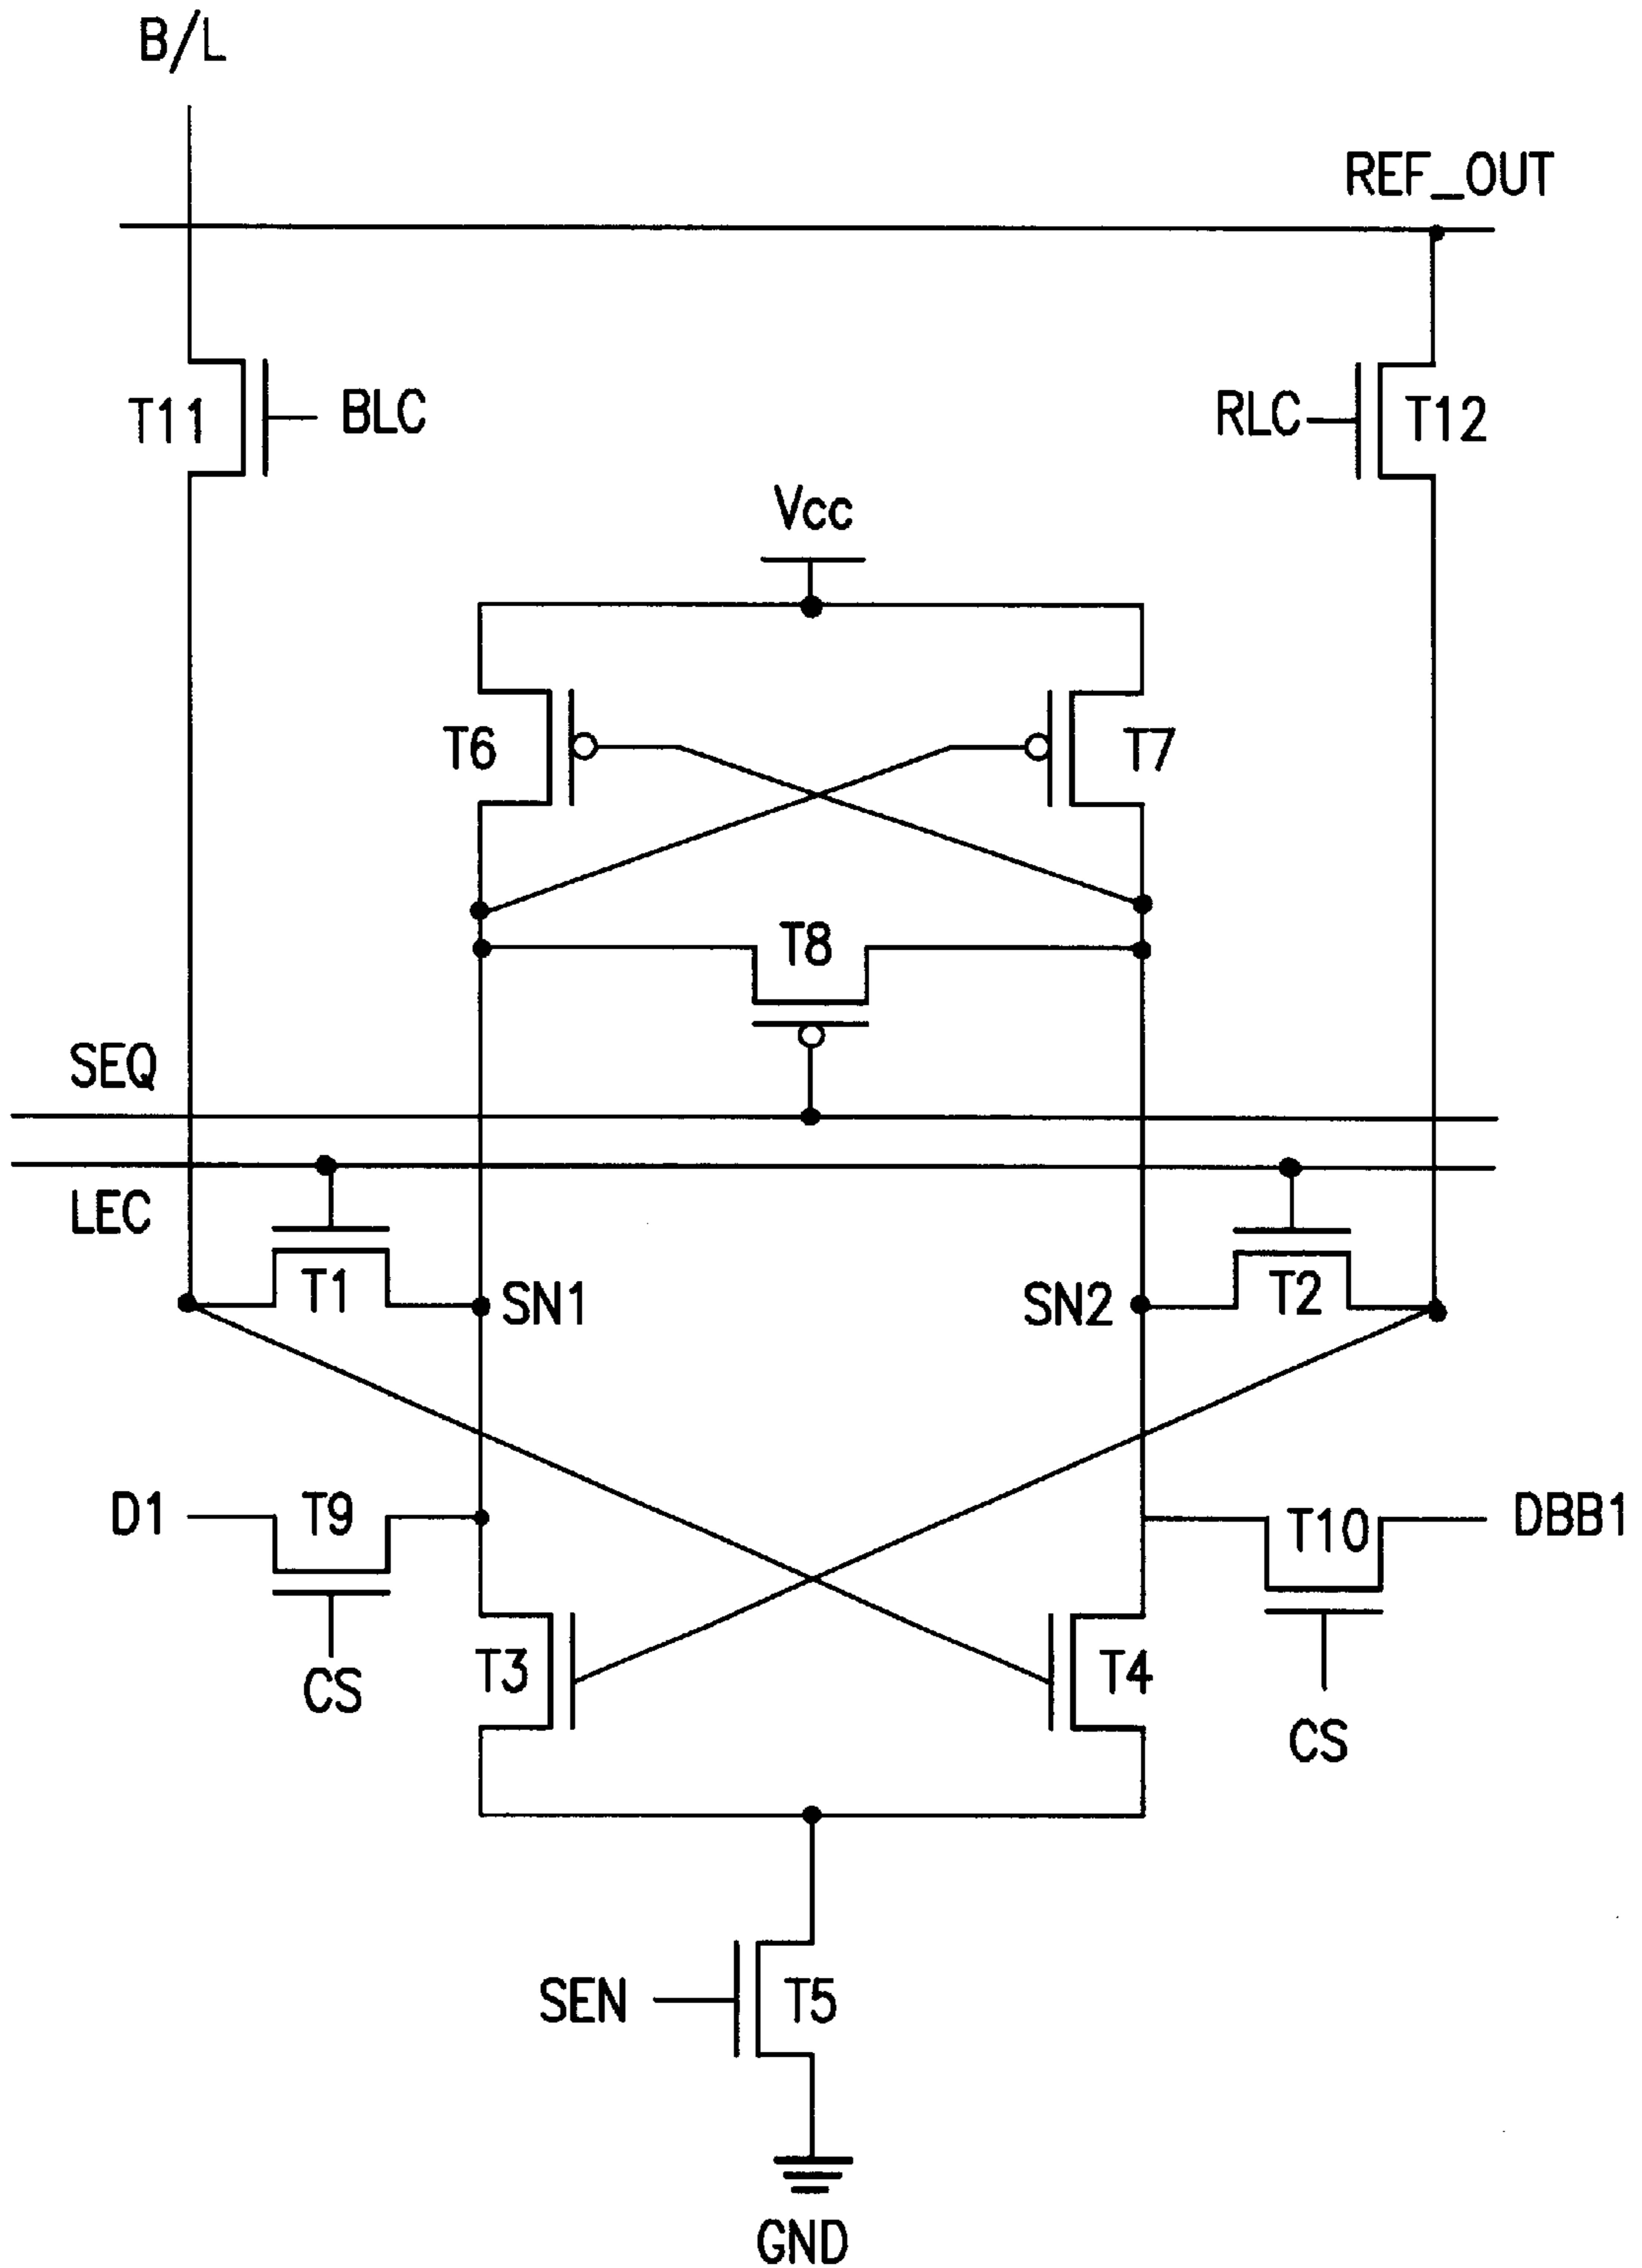 B/L
REF_OUT
T11
BLC
RLC
T12
Vcc
T6
T7
T8
SEQ
LEC
T1
SN1
SN2
T2
D1
T9
T10
DBB1
CS
T3
T4
CS
SEN
T5
GND